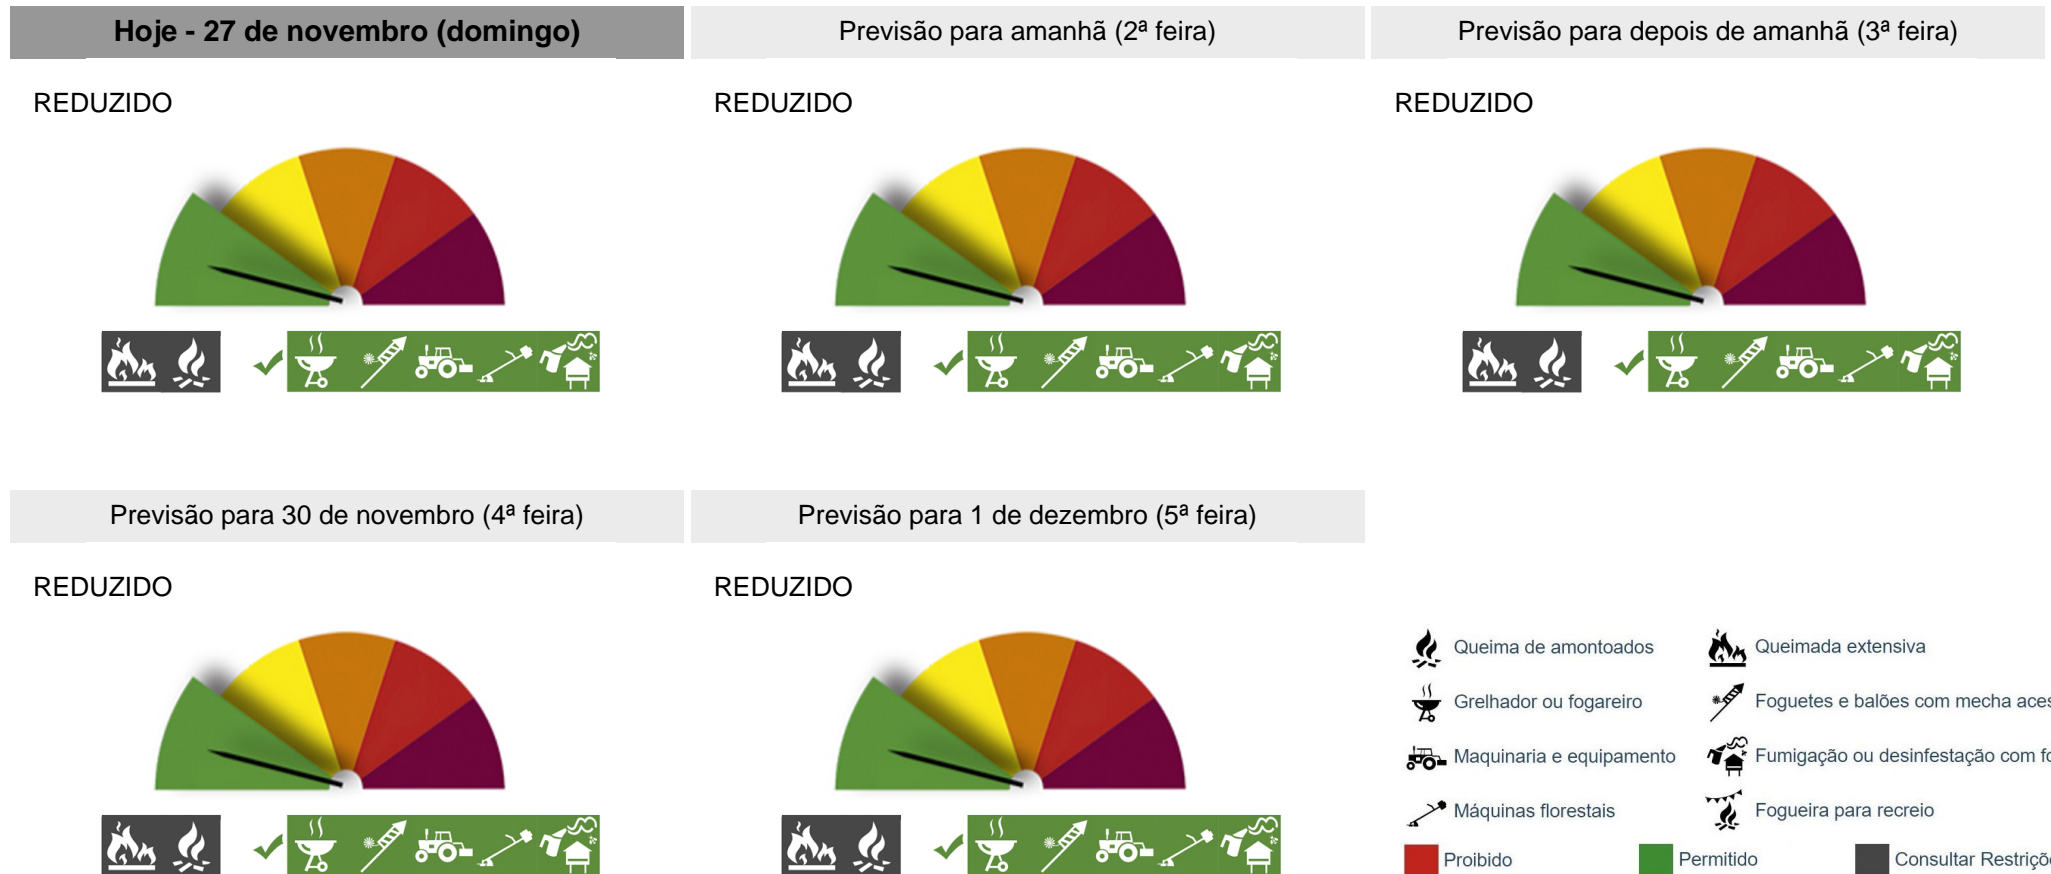 Hoje - 27 de novembro (domingo)
Previsão para amanhã (2ª feira)
Previsão para depois de amanhã (3ª feira)
REDUZIDO
REDUZIDO
REDUZIDO
Previsão para 30 de novembro (4ª feira)
Previsão para 1 de dezembro (5ª feira)
REDUZIDO
REDUZIDO
Queima de amontoados
Queimada extensiva
Grelhador ou fogareiro
Foguetes e balões com mecha
Maquinaria e equipamento
Fumigação ou desinfestação com
Máquinas florestais
Fogueira para recreio
Proibido
Permitido
Consultar